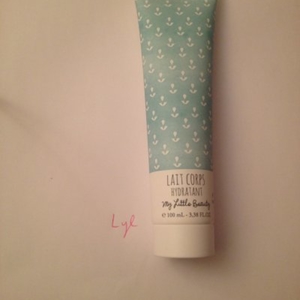 LAIT CORPS
HYDRATANT
My Little Beauty
e 100 mL - 3,38 FL.OZ
Lyl